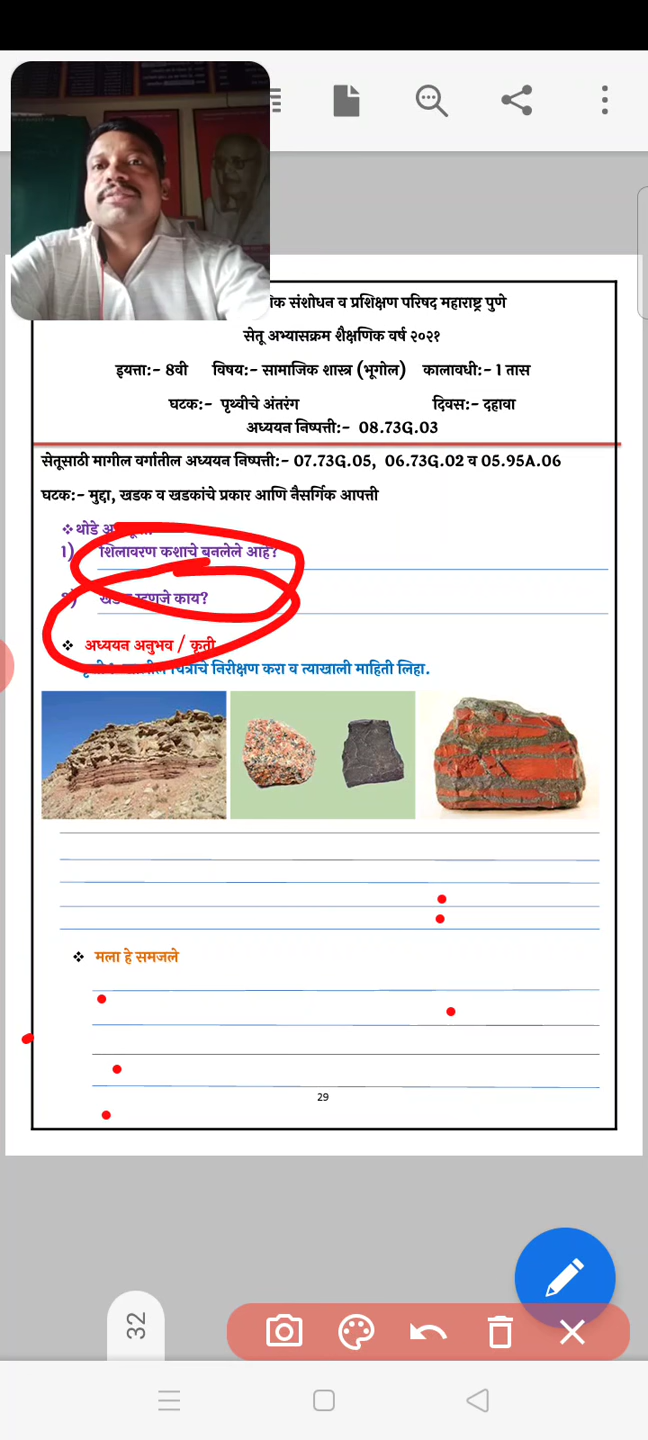 संशोधन व प्रशिक्षण परिषद महाराष्ट्र पुणे
सेतू अभ्यासक्रम शैक्षणिक वर्ष २०२१
इयत्ता:- 8वी विषय:- सामाजिक शास्त्र (भूगोल) कालावधी:- 1 तास
घटक:- पृथ्वीचे अंतरंग दिवस:- दहावा
अध्ययन निष्पत्ती:- 08.73G.03
सेतूसाठी मागील वर्गातील अध्ययन निष्पत्ती:- 07.73G.05, 06.73G.02 व 05.95A.06
घटक:- मुद्दा, खडक व खडकांचे प्रकार आणि नैसर्गिक आपत्ती
❖ थोडे
1) शिलावरण कशाचे बनलेले आहे?
म्हणजे काय?
❖ अध्ययन अनुभव / कृती
चित्रांचे निरीक्षण करा व त्याखाली माहिती लिहा.
❖ मला हे समजले
29
32